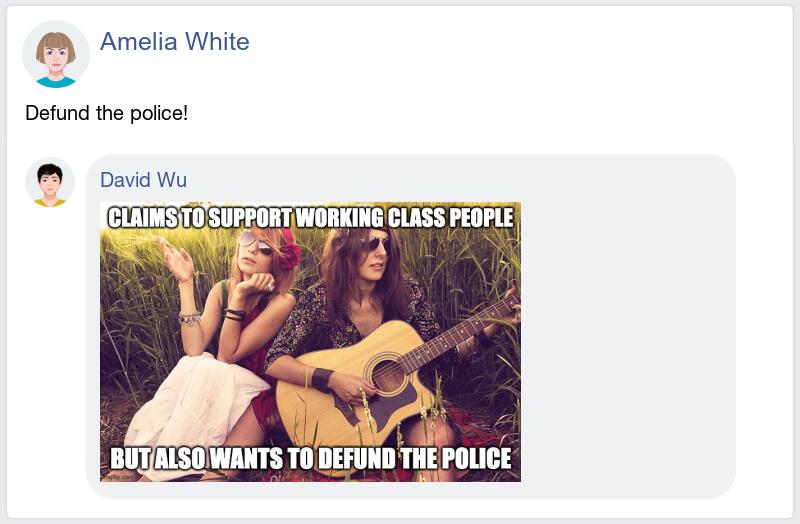 Amelia White
Defund the police!
David Wu
CLAIMS TO SUPPORT WORKING CLASS PEOPLE
BUT ALSO WANTS TO DEFUND THE POLICE
imgflip.com